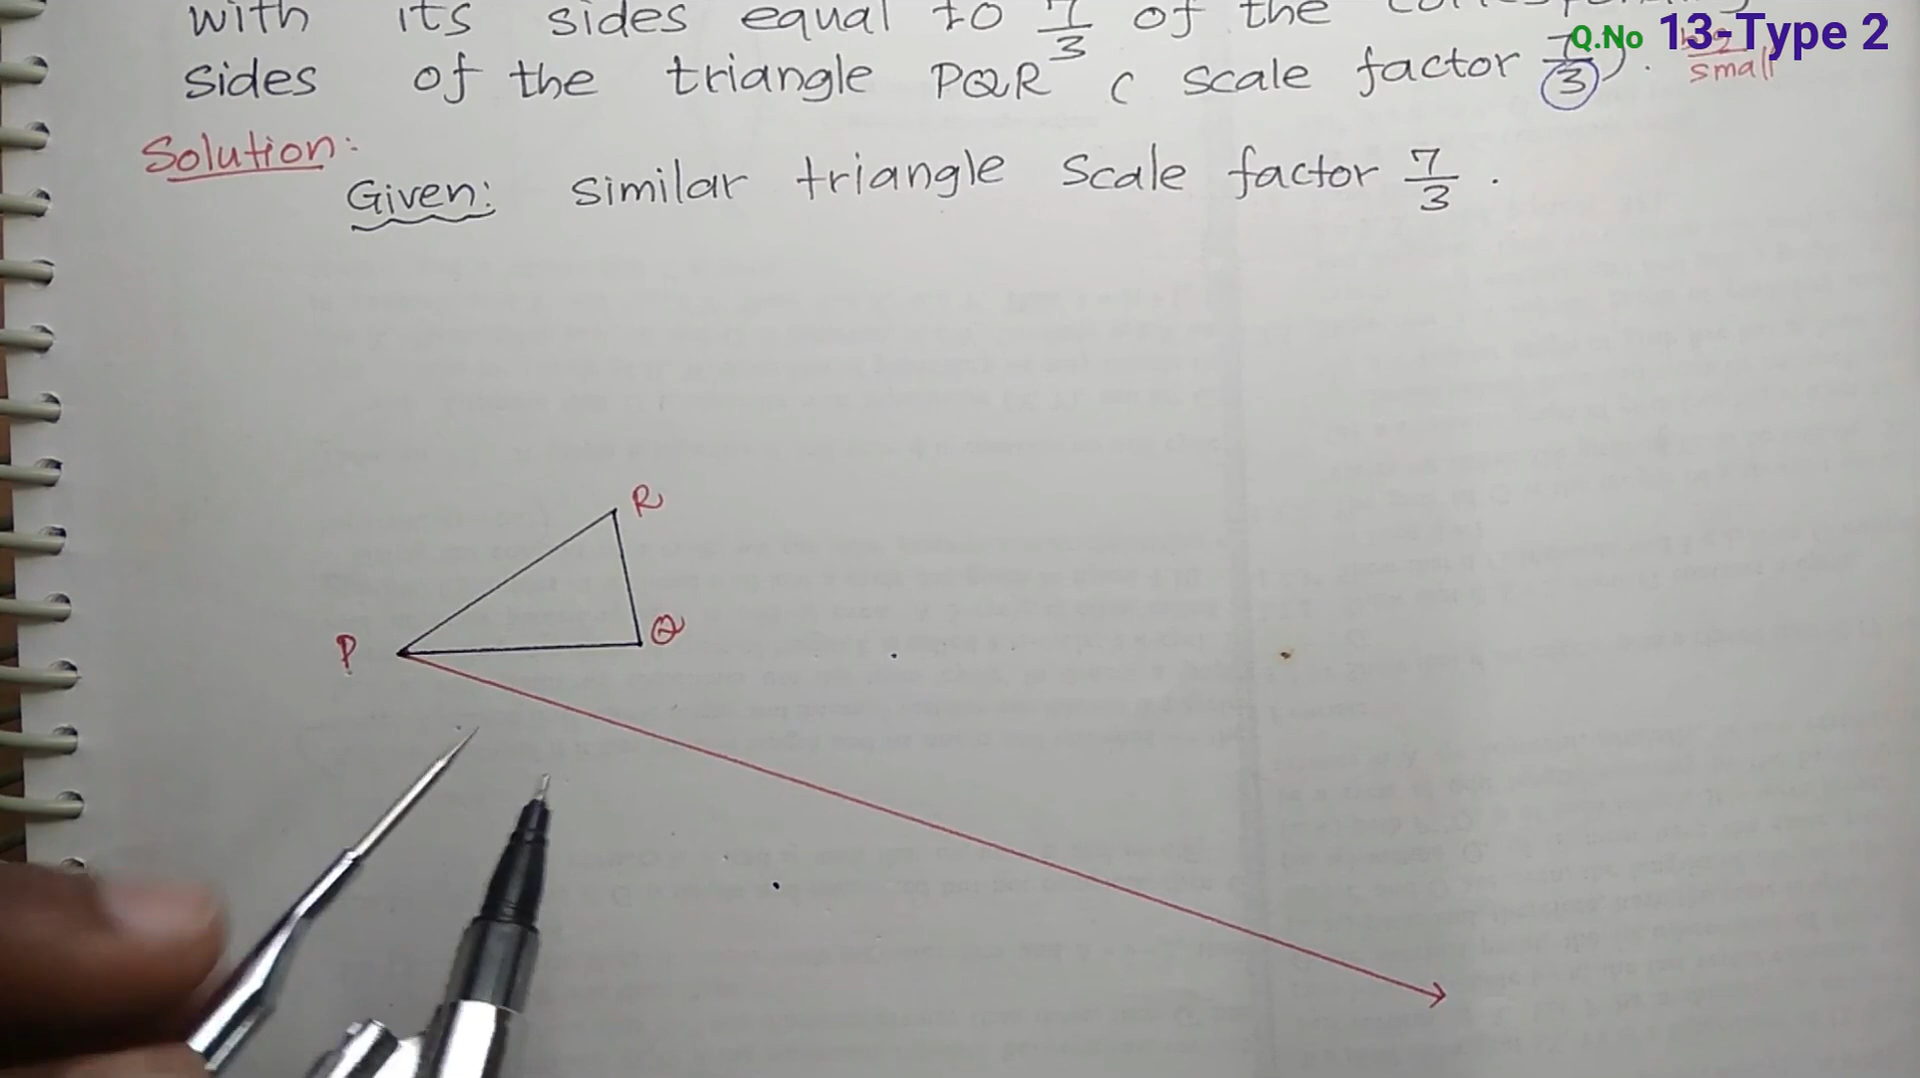 with its sides equal to 7/3 of the
sides of the triangle PQR ( scale factor 7/3).
small
Q.No 13-Type 2
Solution:
Given: similar triangle scale factor 7/3 .
R
P
Q